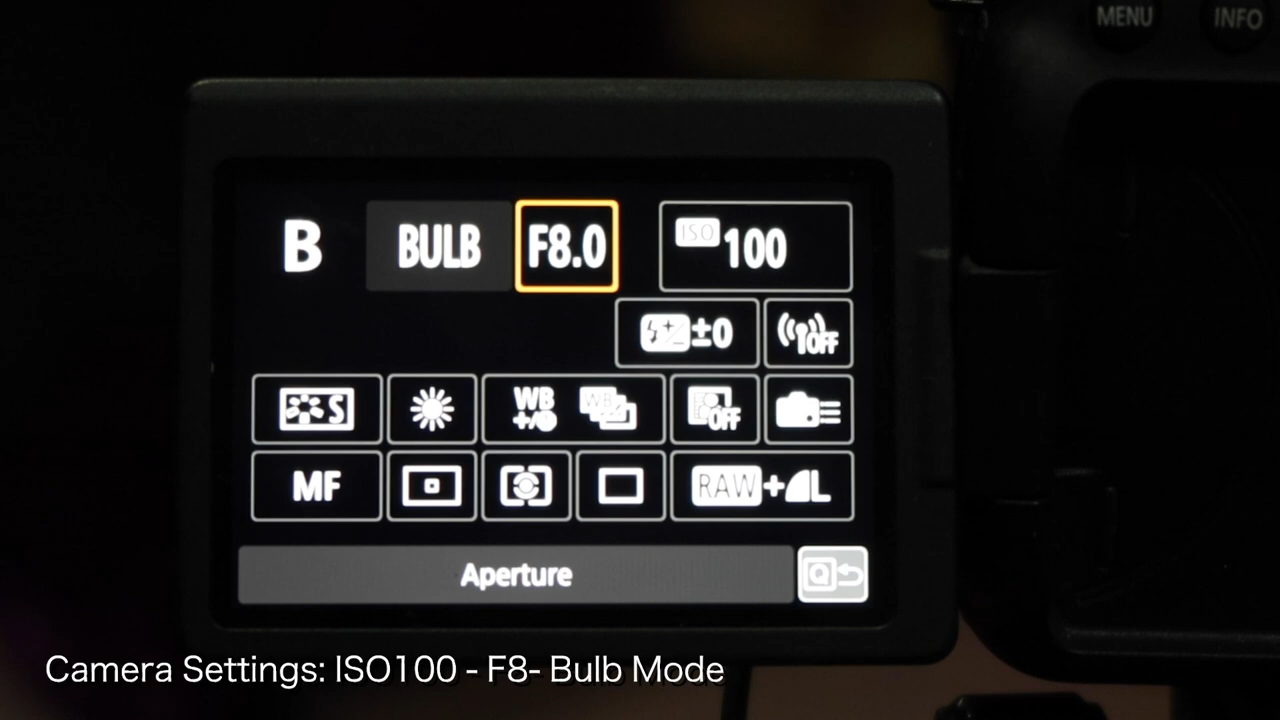 MENU INFO
B BULB F8.0 ISO 100
±0 OFF
S WB +/- WB OFF
MF RAW+L
Aperture Q
Camera Settings: ISO100 - F8- Bulb Mode